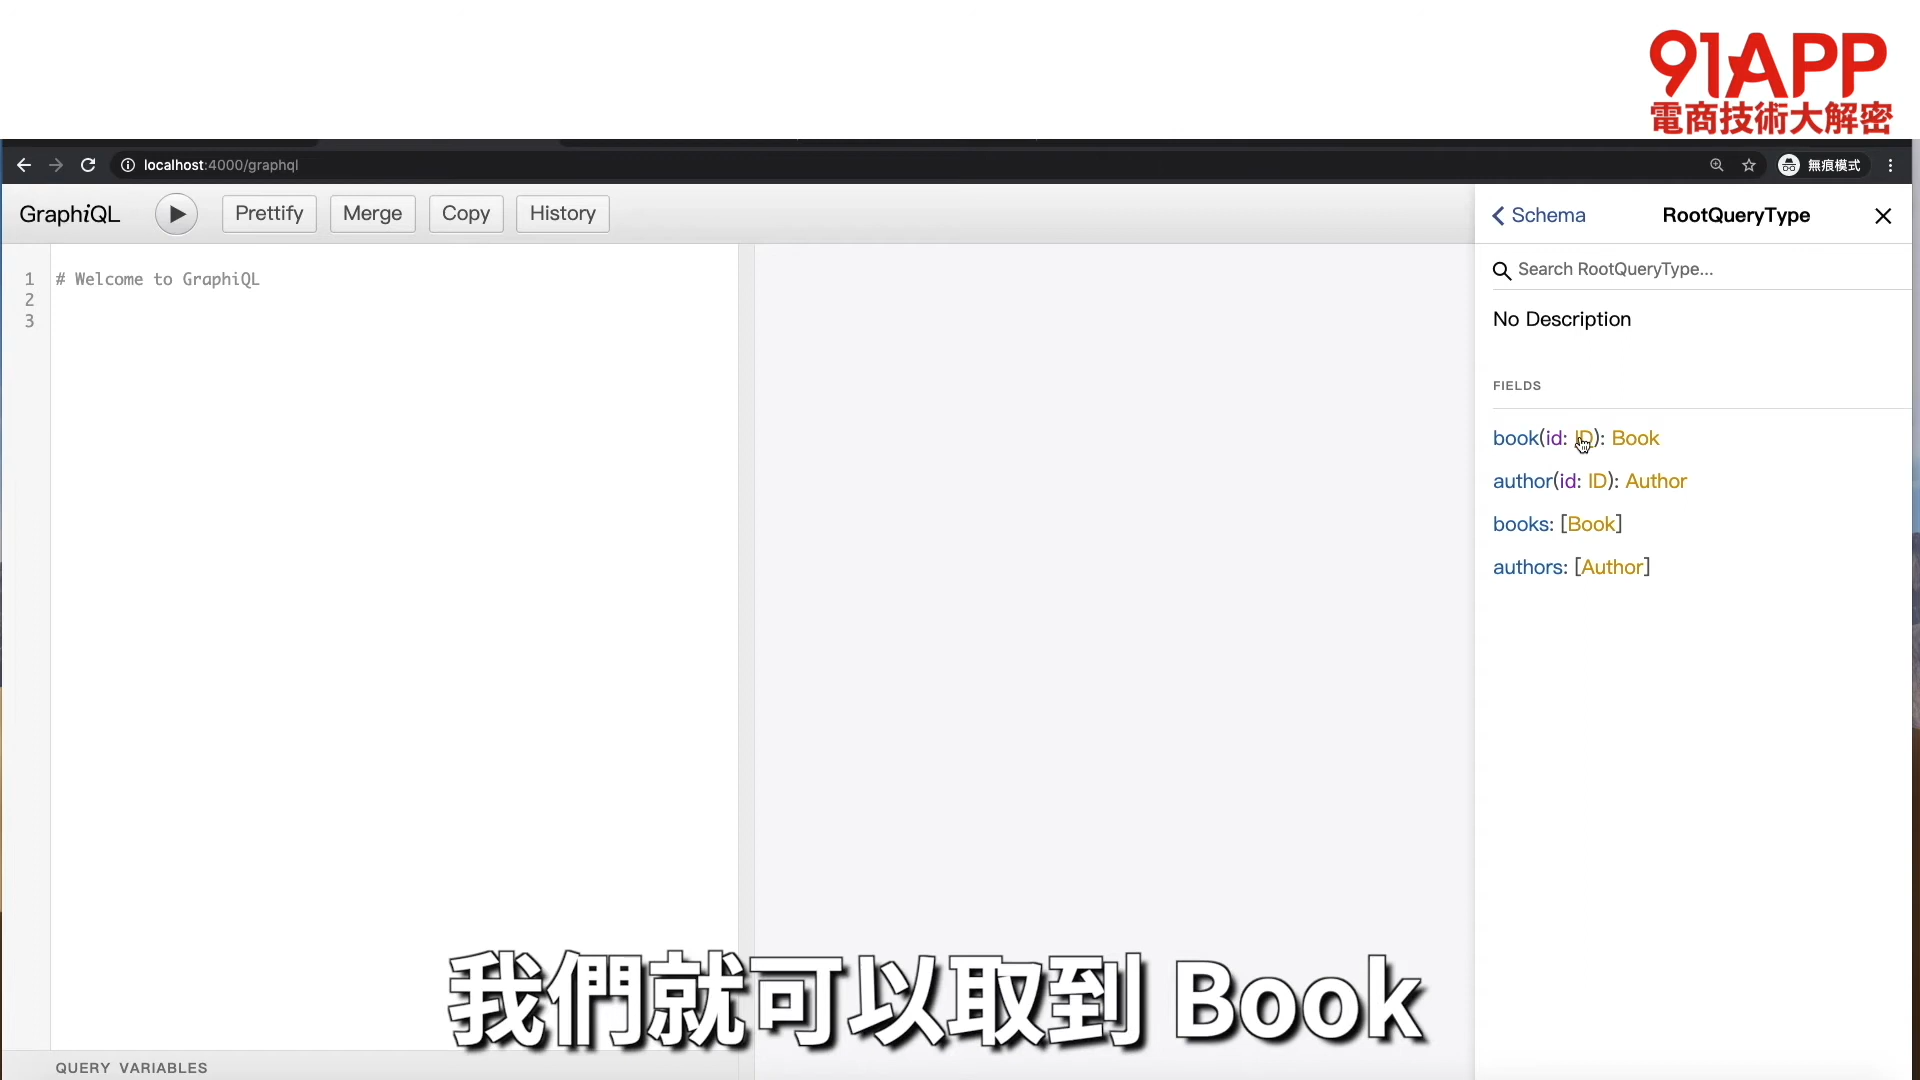 91APP
電商技術大解密
localhost:4000/graphql
無痕模式
GraphiQL
Prettify
Merge
Copy
History
Schema
RootQueryType
1 # Welcome to GraphiQL
2
3
Search RootQueryType...
No Description
FIELDS
book(id: ID): Book
author(id: ID): Author
books: [Book]
authors: [Author]
我們就可以取到 Book
QUERY VARIABLES